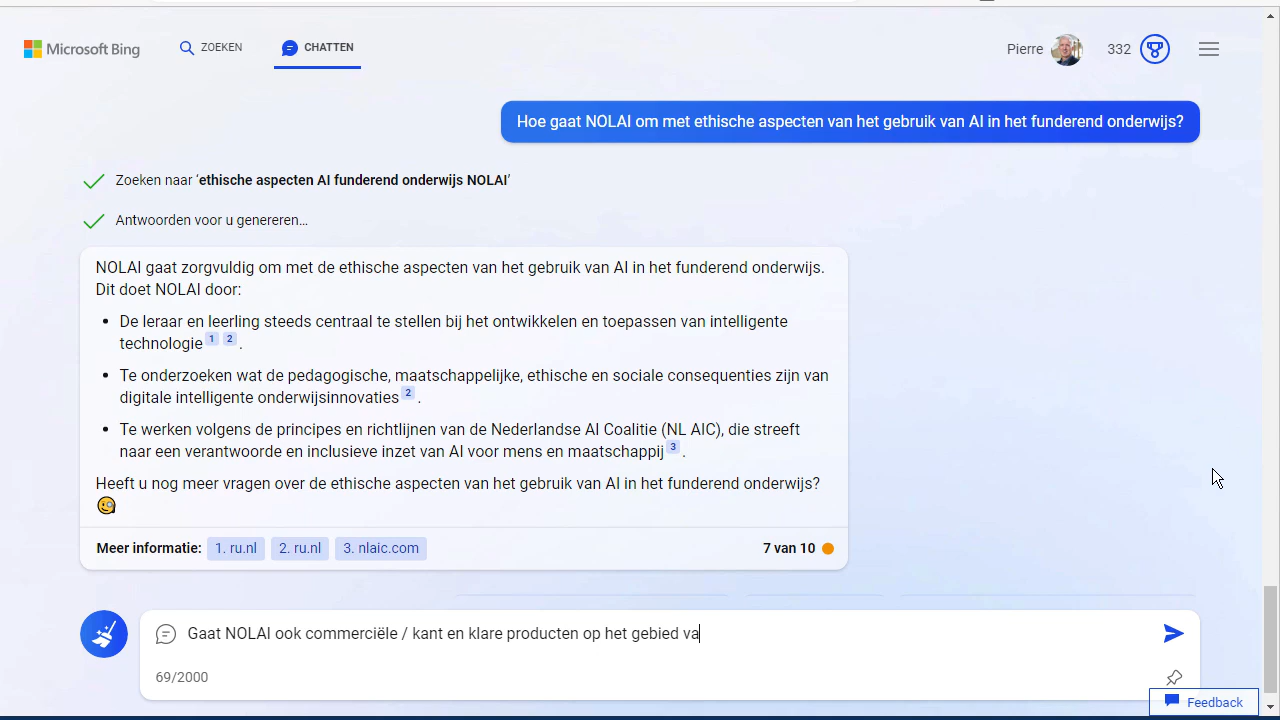 Microsoft Bing
ZOEKEN
CHATTEN
Pierre
332
Hoe gaat NOLAI om met ethische aspecten van het gebruik van AI in het funderend onderwijs?
Zoeken naar 'ethische aspecten AI funderend onderwijs NOLAI'
Antwoorden voor u genereren...
NOLAI gaat zorgvuldig om met de ethische aspecten van het gebruik van AI in het funderend onderwijs.
Dit doet NOLAI door:
• De leraar en leerling steeds centraal te stellen bij het ontwikkelen en toepassen van intelligente
technologie 1 2 .
• Te onderzoeken wat de pedagogische, maatschappelijke, ethische en sociale consequenties zijn van
digitale intelligente onderwijsinnovaties 2 .
• Te werken volgens de principes en richtlijnen van de Nederlandse AI Coalitie (NL AIC), die streeft
naar een verantwoorde en inclusieve inzet van AI voor mens en maatschappij 3 .
Heeft u nog meer vragen over de ethische aspecten van het gebruik van AI in het funderend onderwijs?
Meer informatie: 1. ru.nl 2. ru.nl 3. nlaic.com
7 van 10
Gaat NOLAI ook commerciële / kant en klare producten op het gebied va
69/2000
Feedback